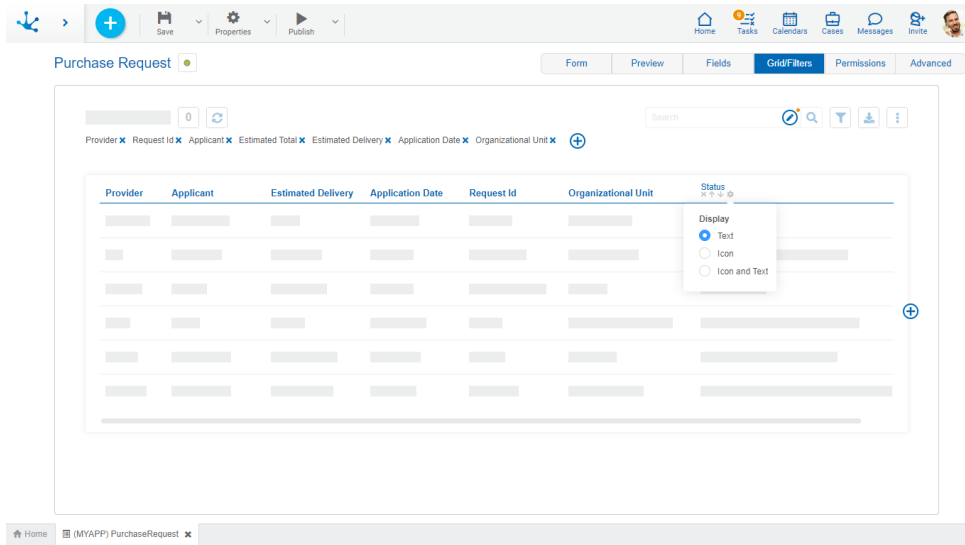 Save Properties Publish Home 9 Tasks Calendars Cases Messages Invite
Purchase Request Form Preview Fields Grid/Filters Permissions Advanced
0 Search
Provider Request Id Applicant Estimated Total Estimated Delivery Application Date Organizational Unit
Provider Applicant Estimated Delivery Application Date Request Id Organizational Unit Status
Display
Text
Icon
Icon and Text
Home (MYAPP) PurchaseRequest